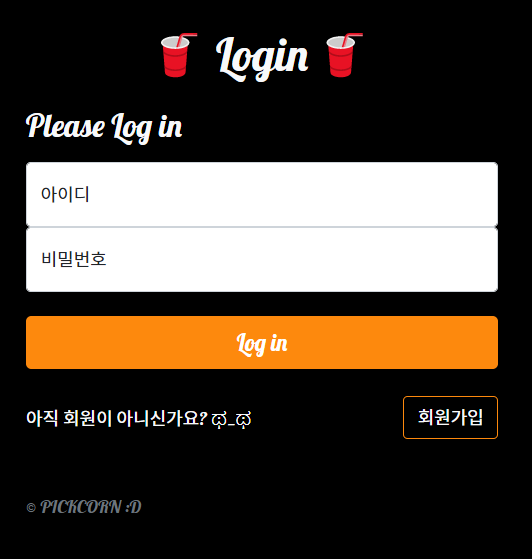 Login
Please Log in
아이디
비밀번호
Log in
아직 회원이 아니신가요? ಥ_ಥ
회원가입
© PICKCORN :D